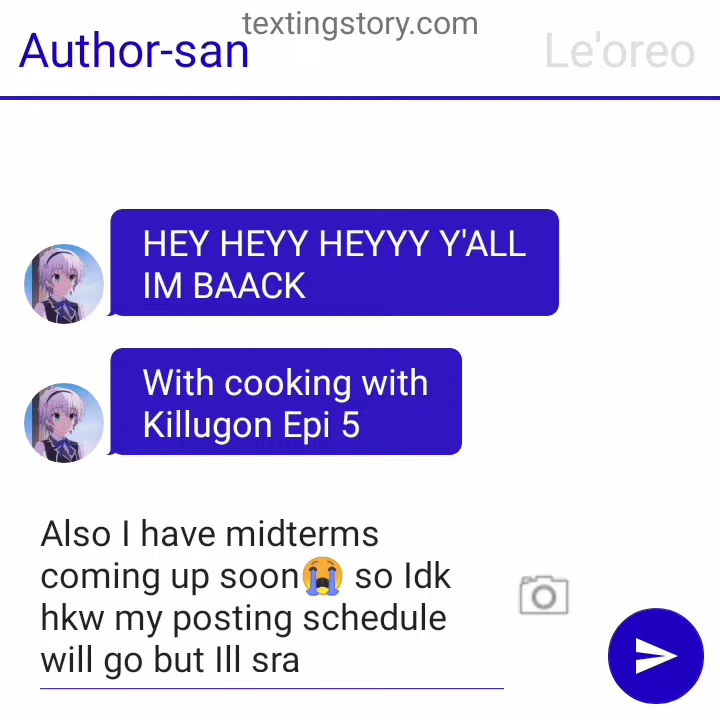 textingstory.com
Author-san
Le'oreo
HEY HEYY HEYYY Y'ALL
IM BAACK
With cooking with
Killugon Epi 5
Also I have midterms
coming up soon😭 so Idk
hkw my posting schedule
will go but Ill sra